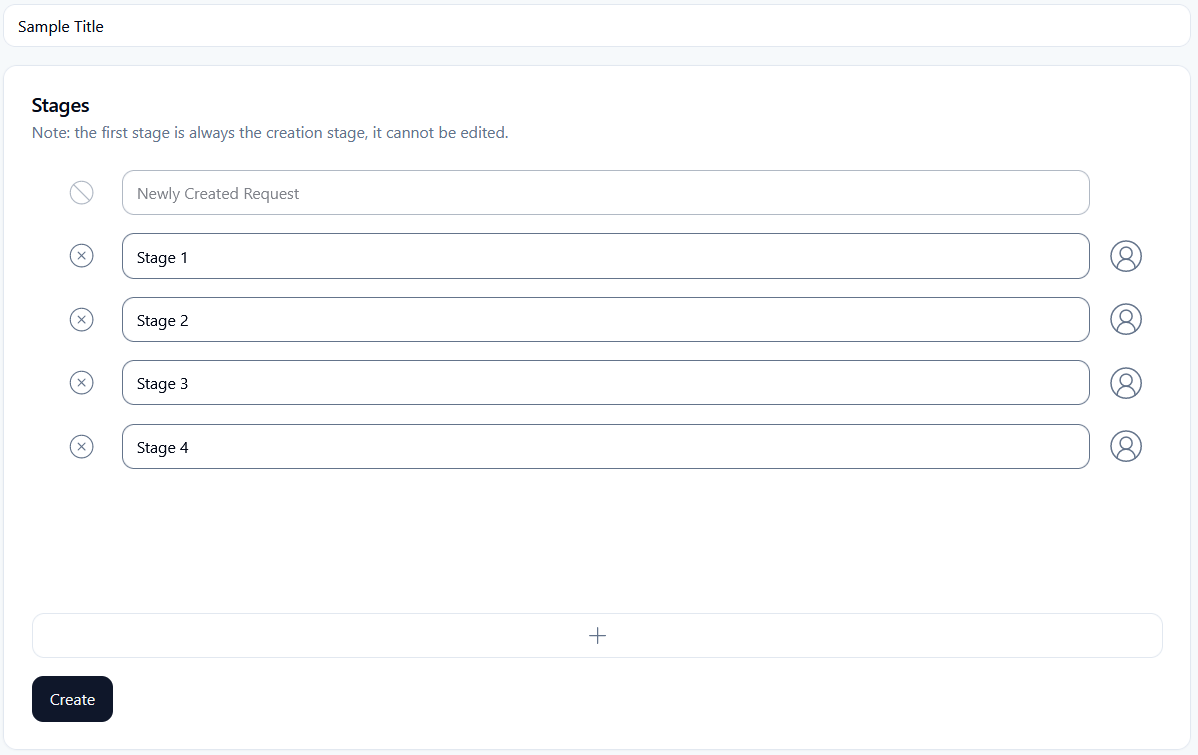 Sample Title
Stages
Note: the first stage is always the creation stage, it cannot be edited.
Newly Created Request
Stage 1
Stage 2
Stage 3
Stage 4
Create